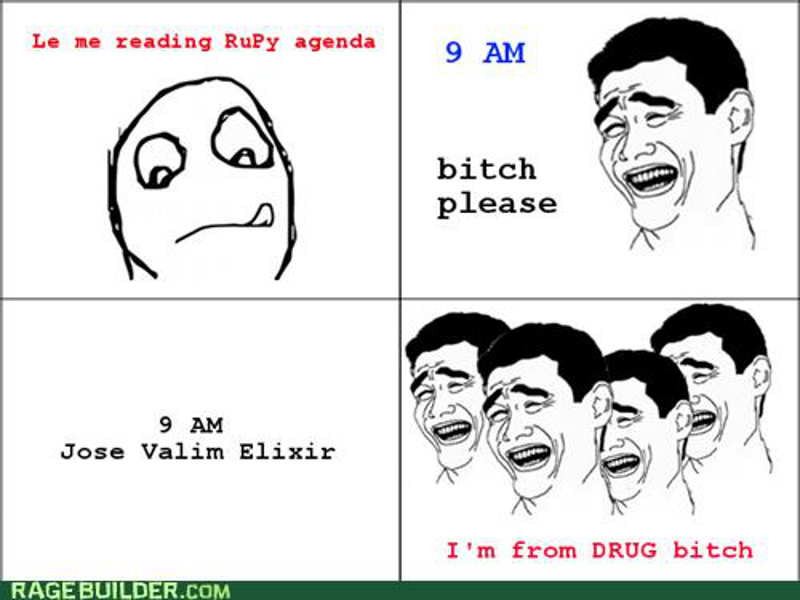 Le me reading RuPy agenda
9 AM
bitch
please
9 AM
Jose Valim Elixir
I'm from DRUG bitch
RAGEBUILDER.COM